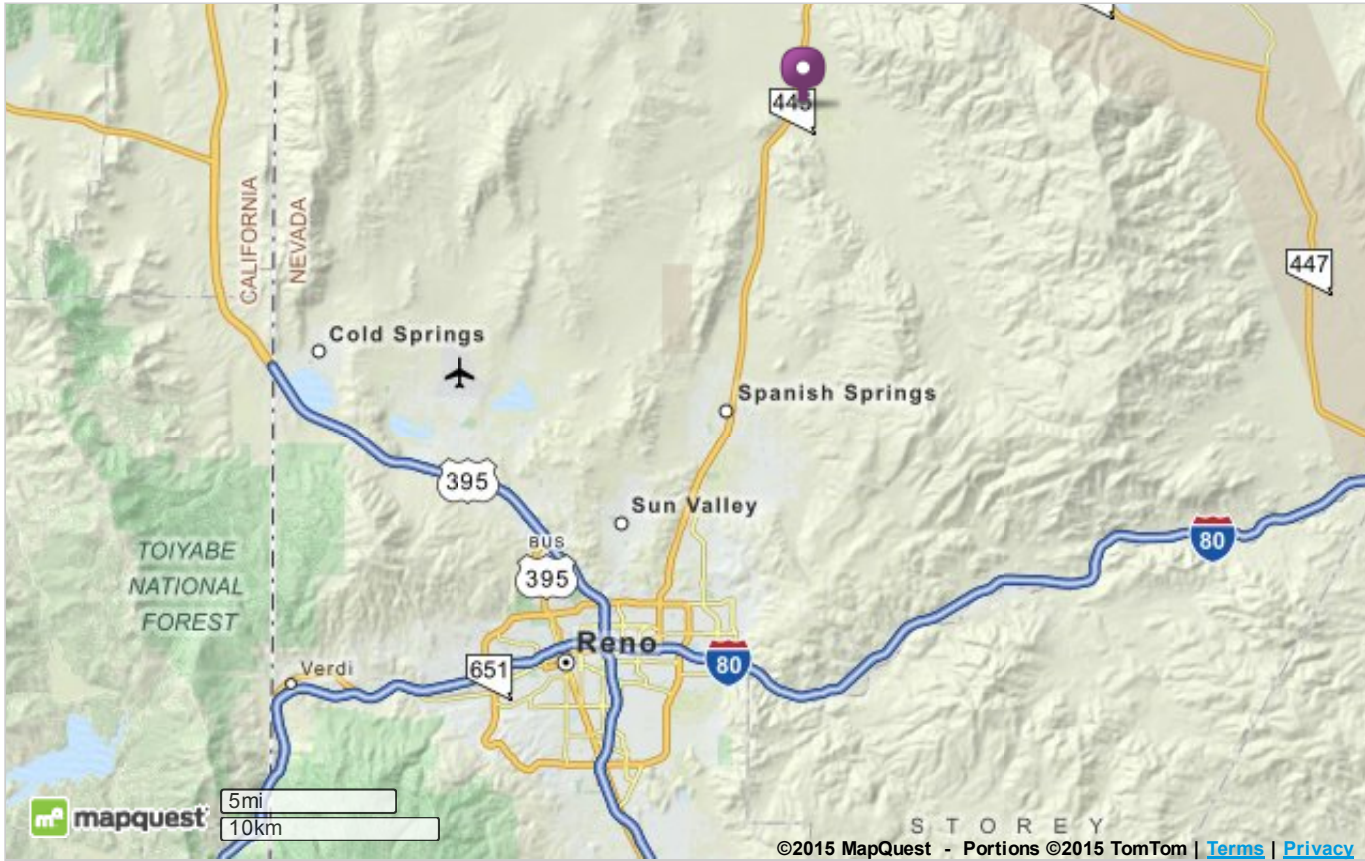 445
CALIFORNIA
NEVADA
447
Cold Springs
Spanish Springs
395
Sun Valley
BUS
395
80
TOIYABE
NATIONAL
FOREST
Reno
80
651
Verdi
mapquest
5mi
10km
STOREY
©2015 MapQuest - Portions ©2015 TomTom | Terms | Privacy